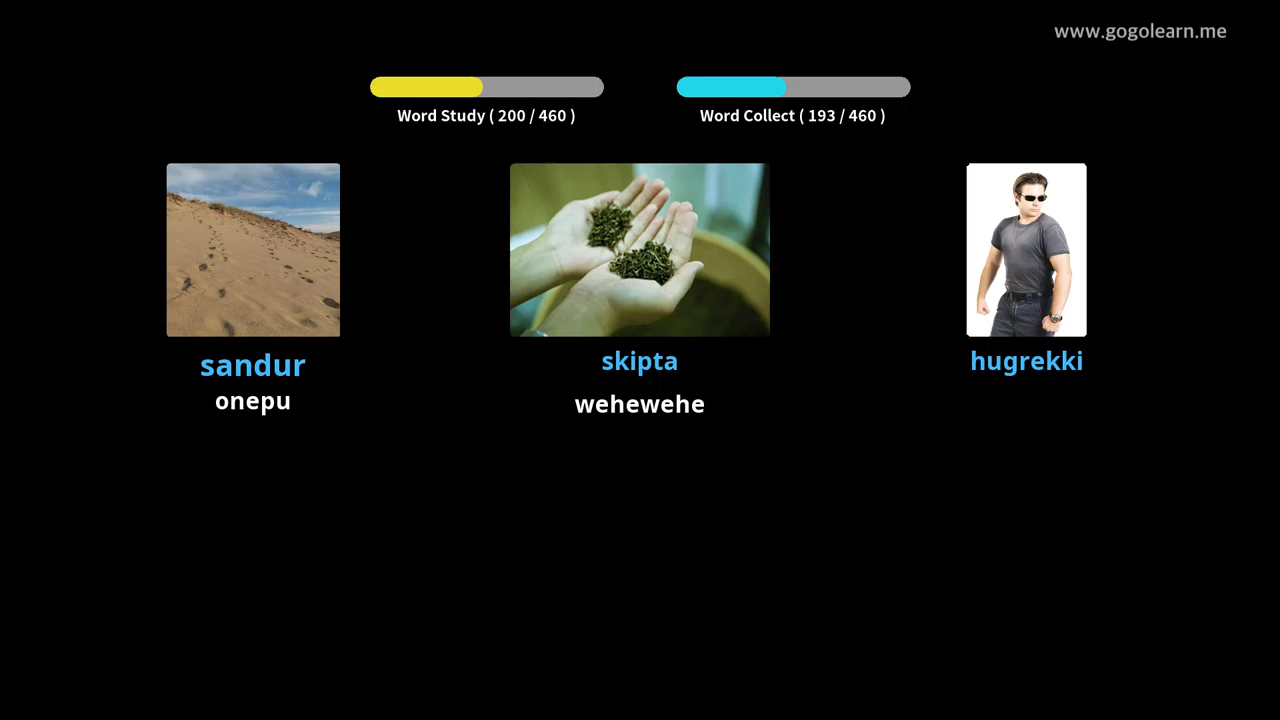 www.gogolearn.me
Word Study ( 200 / 460 )
Word Collect ( 193 / 460 )
sandur
onepu
skipta
wehewehe
hugrekki